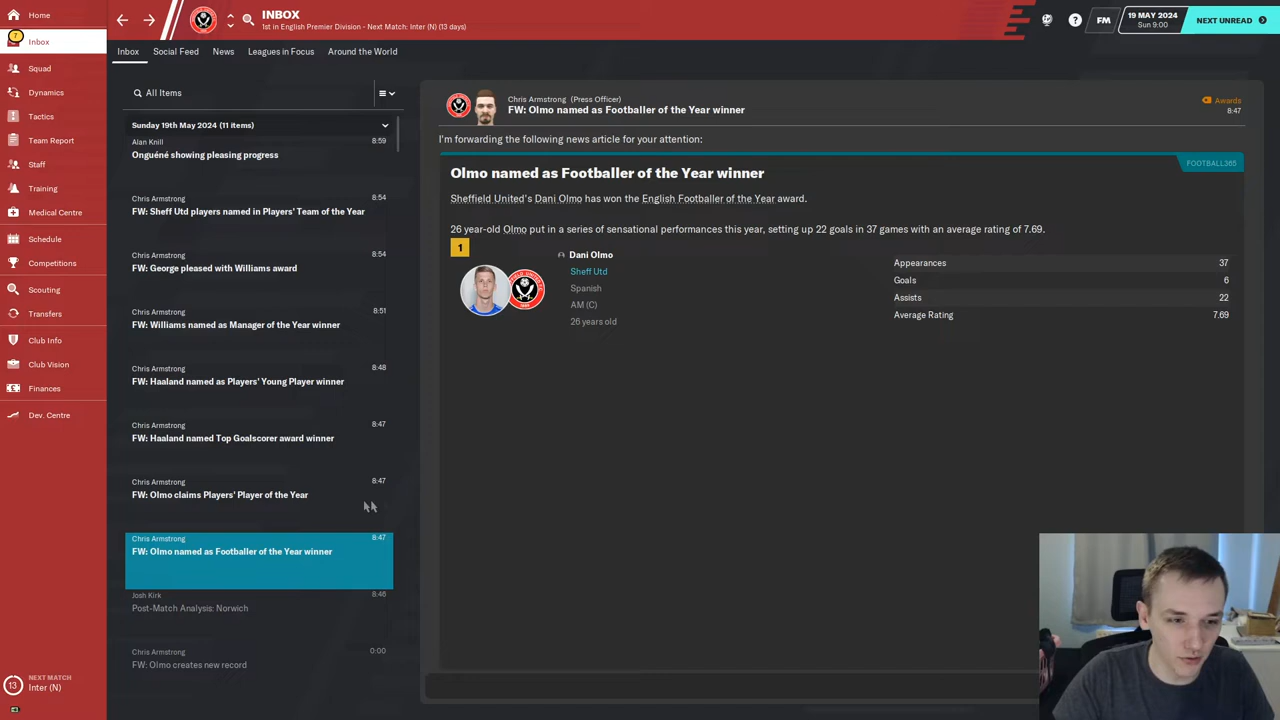 Home
Inbox
7
Squad
Dynamics
Tactics
Team Report
Staff
Training
Medical Centre
Schedule
Competitions
Scouting
Transfers
Club Info
Club Vision
Finances
Dev. Centre
13
NEXT MATCH
Inter (N)
INBOX
1st in English Premier Division - Next Match: Inter (N) (13 days)
?
FM
19 MAY 2024
Sun 9:00
NEXT UNREAD
Inbox
Social Feed
News
Leagues in Focus
Around the World
All Items
Sunday 19th May 2024 (11 items)
Alan Knill 8:59
Onguéné showing pleasing progress
Chris Armstrong 8:54
FW: Sheff Utd players named in Players' Team of the Year
Chris Armstrong 8:54
FW: George pleased with Williams award
Chris Armstrong 8:51
FW: Williams named as Manager of the Year winner
Chris Armstrong 8:48
FW: Haaland named as Players' Young Player winner
Chris Armstrong 8:47
FW: Haaland named Top Goalscorer award winner
Chris Armstrong 8:47
FW: Olmo claims Players' Player of the Year
Chris Armstrong 8:47
FW: Olmo named as Footballer of the Year winner
Josh Kirk 8:46
Post-Match Analysis: Norwich
Chris Armstrong 0:00
FW: Olmo creates new record
Chris Armstrong (Press Officer)
FW: Olmo named as Footballer of the Year winner
Awards
8:47
I'm forwarding the following news article for your attention:
FOOTBALL365
Olmo named as Footballer of the Year winner
Sheffield United's Dani Olmo has won the English Footballer of the Year award.
26 year-old Olmo put in a series of sensational performances this year, setting up 22 goals in 37 games with an average rating of 7.69.
1
Dani Olmo
Sheff Utd
Spanish
AM (C)
26 years old
Appearances 37
Goals 6
Assists 22
Average Rating 7.69